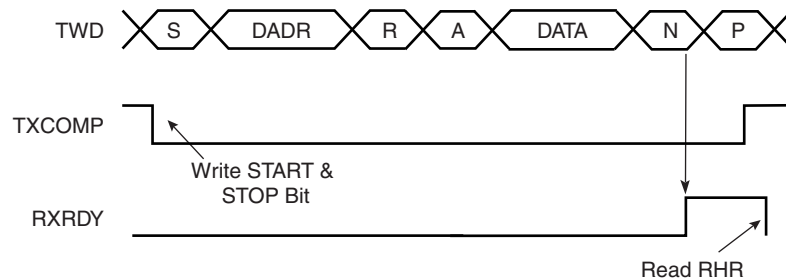 TWD S DADR R A DATA N P
TXCOMP
Write START &
STOP Bit
RXRDY
Read RHR